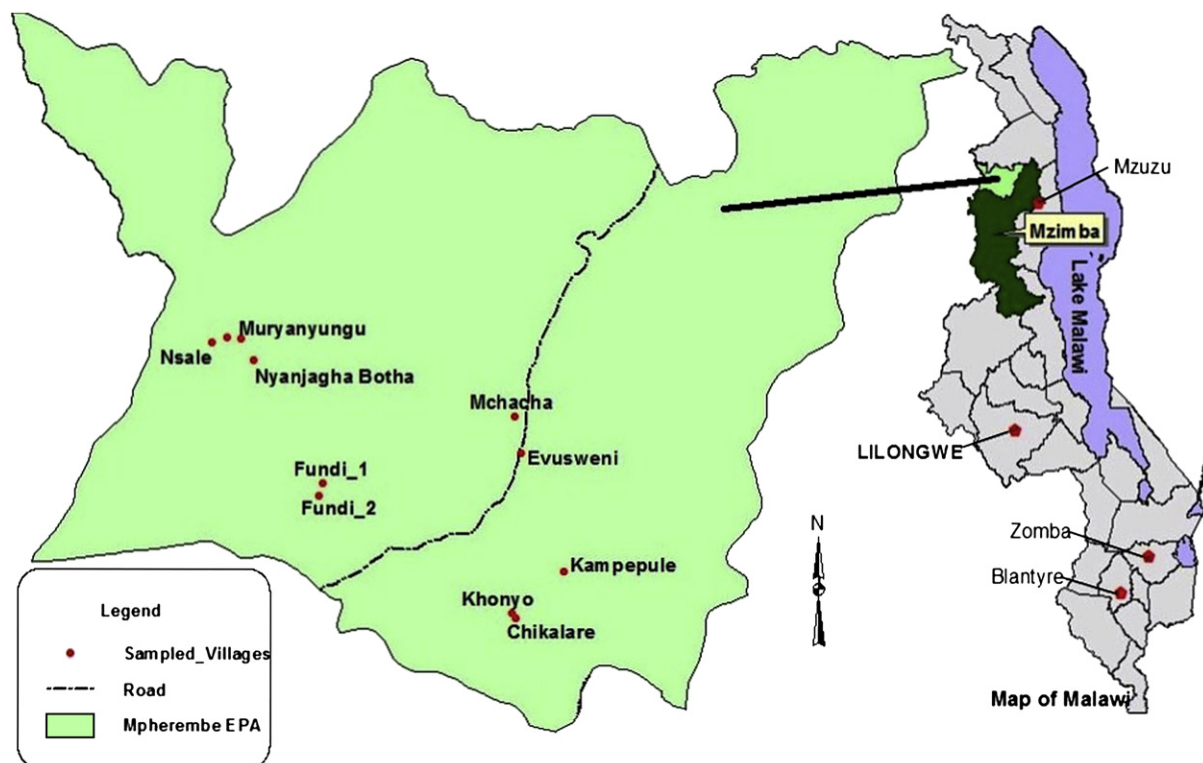 Mzuzu
Mzimba
Lake Malawi
Muryanyungu
Nsale
Nyanjagha Botha
Mchacha
Evusweni
LILONGWE
Fundi_1
Fundi_2
N
Zomba
Kampepule
Blantyre
Khonyo
Chikalare
Legend
Sampled_Villages
Road
Mpherembe EPA
Map of Malawi